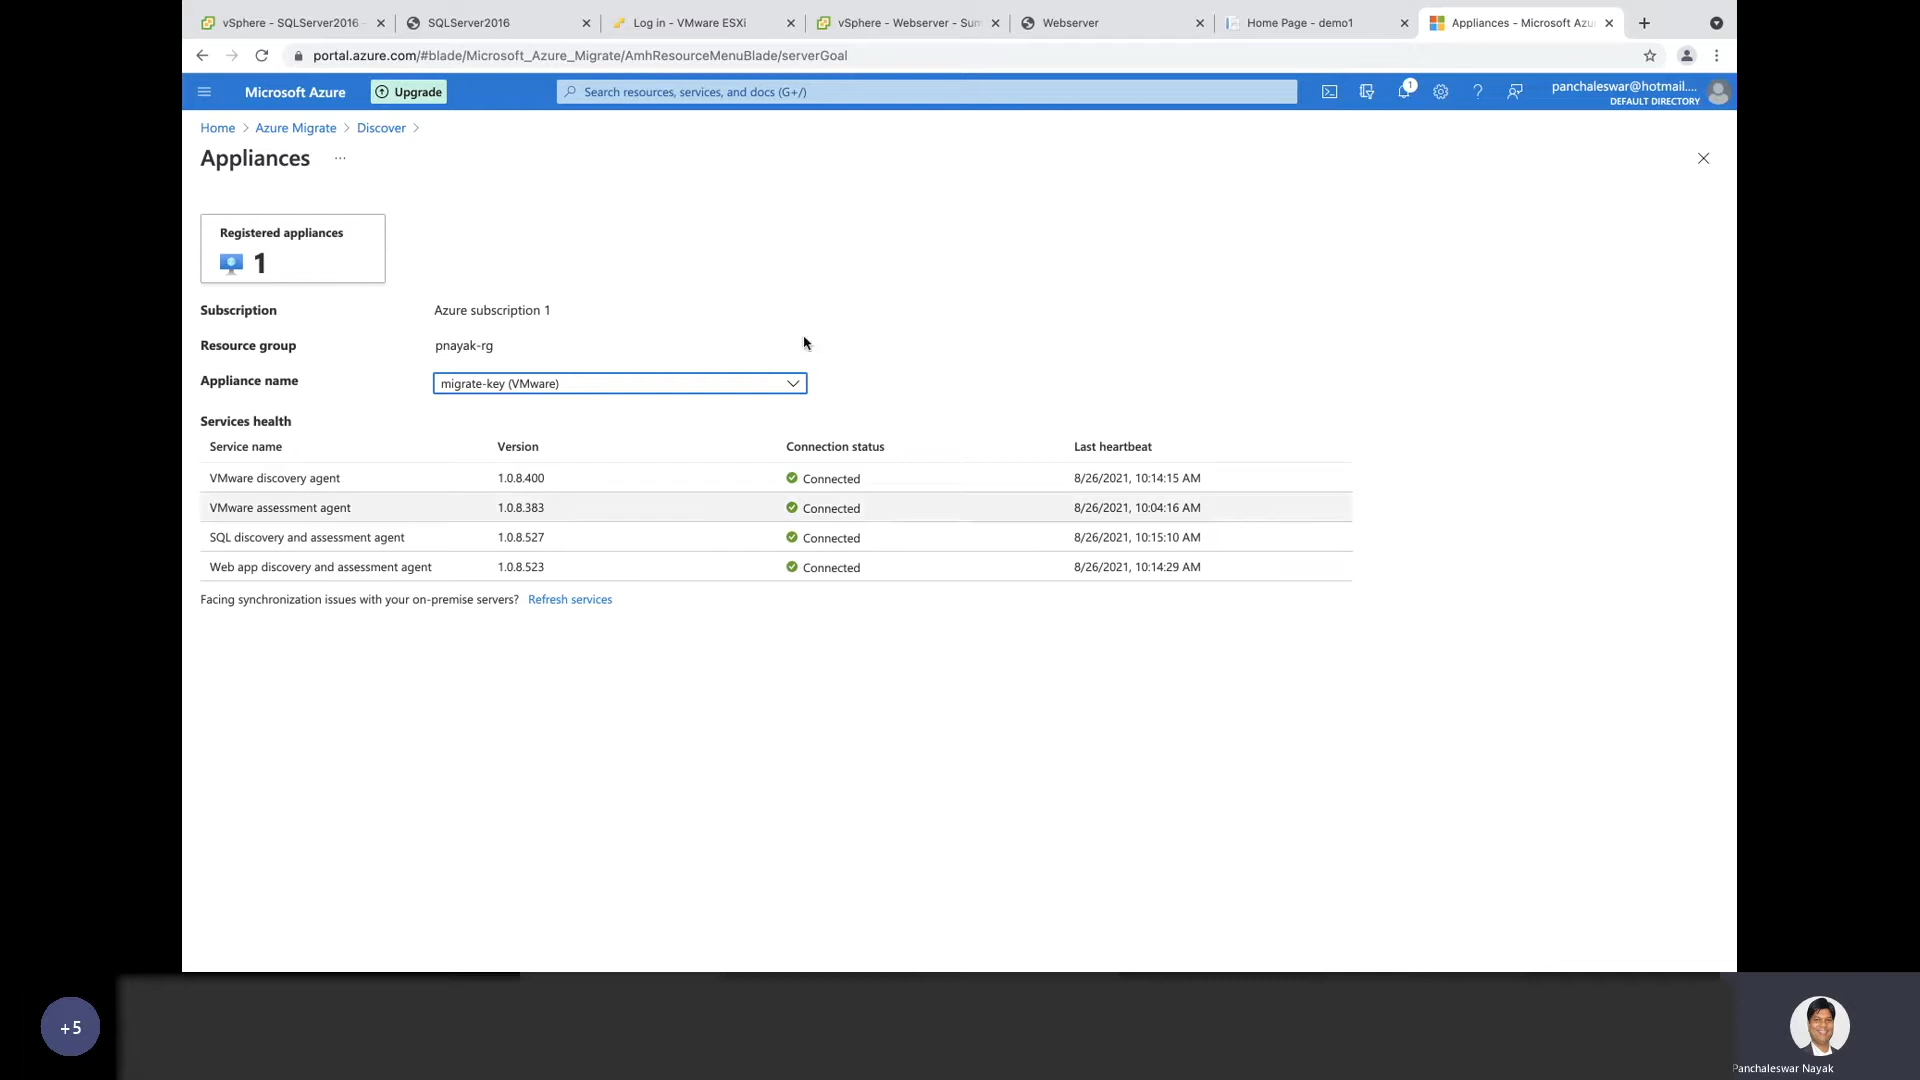 vSphere - SQLServer2016 - SQLServer2016 Log in - VMware ESXi vSphere - Webserver - Sum Webserver Home Page - demo1 Appliances - Microsoft Azu
portal.azure.com/#blade/Microsoft_Azure_Migrate/AmhResourceMenuBlade/serverGoal
Microsoft Azure Upgrade Search resources, services, and docs (G+/) 1 panchaleswar@hotmail....
DEFAULT DIRECTORY
Home > Azure Migrate > Discover >
Appliances ...
Registered appliances
1
Subscription Azure subscription 1
Resource group pnayak-rg
Appliance name migrate-key (VMware)
Services health
Service name Version Connection status Last heartbeat
VMware discovery agent 1.0.8.400 Connected 8/26/2021, 10:14:15 AM
VMware assessment agent 1.0.8.383 Connected 8/26/2021, 10:04:16 AM
SQL discovery and assessment agent 1.0.8.527 Connected 8/26/2021, 10:15:10 AM
Web app discovery and assessment agent 1.0.8.523 Connected 8/26/2021, 10:14:29 AM
Facing synchronization issues with your on-premise servers? Refresh services
+5
Panchaleswar Nayak